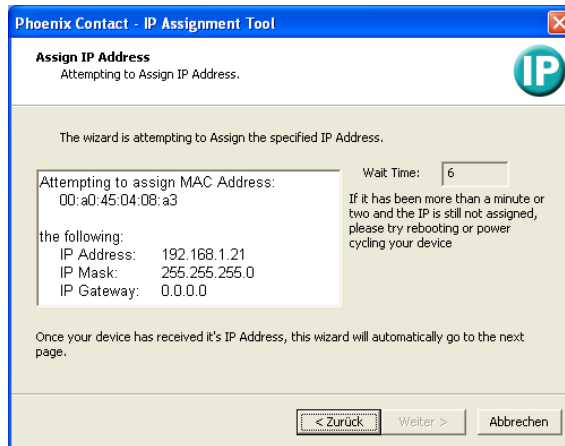 Phoenix Contact - IP Assignment Tool
Assign IP Address
Attempting to Assign IP Address.
IP
The wizard is attempting to Assign the specified IP Address.
Attempting to assign MAC Address:
00:a0:45:04:08:a3
the following:
IP Address: 192.168.1.21
IP Mask: 255.255.255.0
IP Gateway: 0.0.0.0
Wait Time: 6
If it has been more than a minute or
two and the IP is still not assigned,
please try rebooting or power
cycling your device
Once your device has received it's IP Address, this wizard will automatically go to the next
page.
< Zurück Weiter > Abbrechen